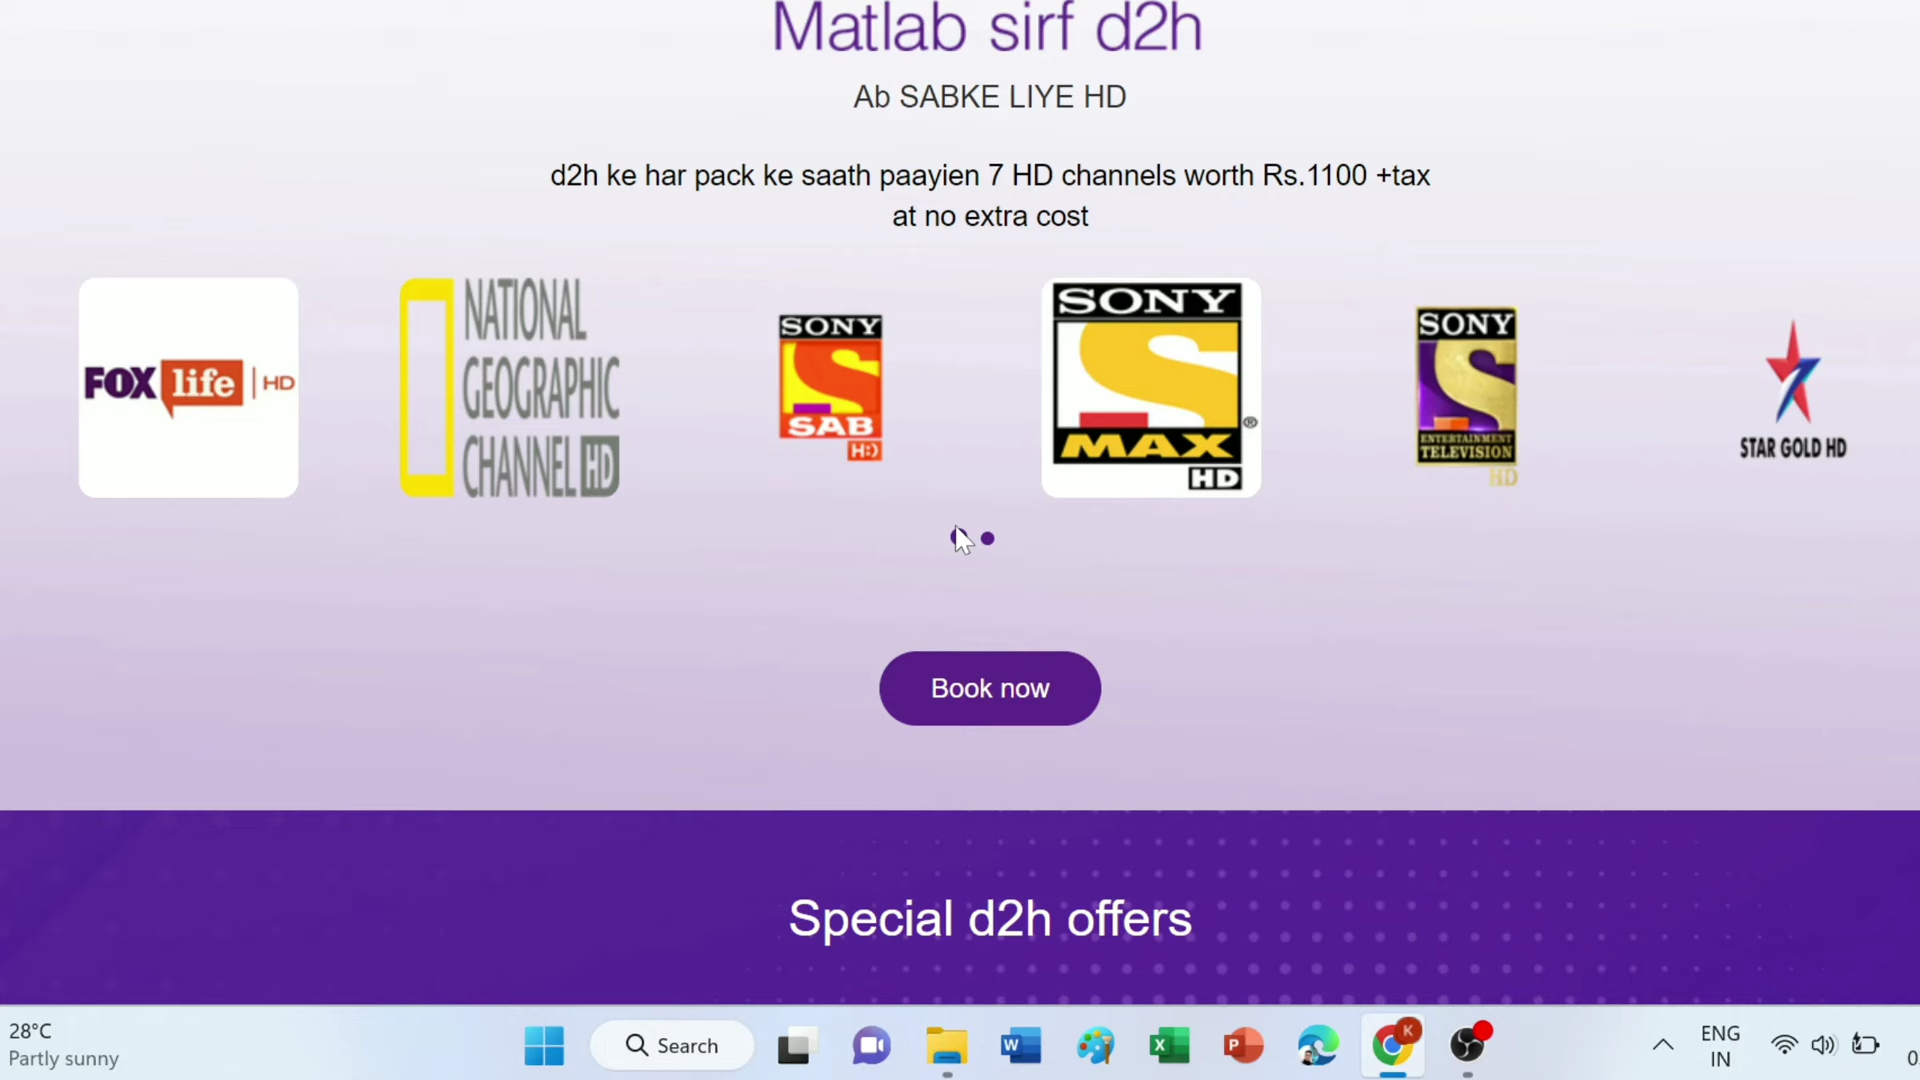 Matlab sirf d2h
Ab SABKE LIYE HD
d2h ke har pack ke saath paayien 7 HD channels worth Rs.1100 +tax
at no extra cost
FOX life HD
NATIONAL
GEOGRAPHIC
CHANNEL HD
SONY
SAB
H:)
SONY
MAX
®
HD
SONY
ENTERTAINMENT
TELEVISION
HD
STAR GOLD HD
Book now
Special d2h offers
28°C
Partly sunny
Search
W
X
P
K
ENG
IN
0